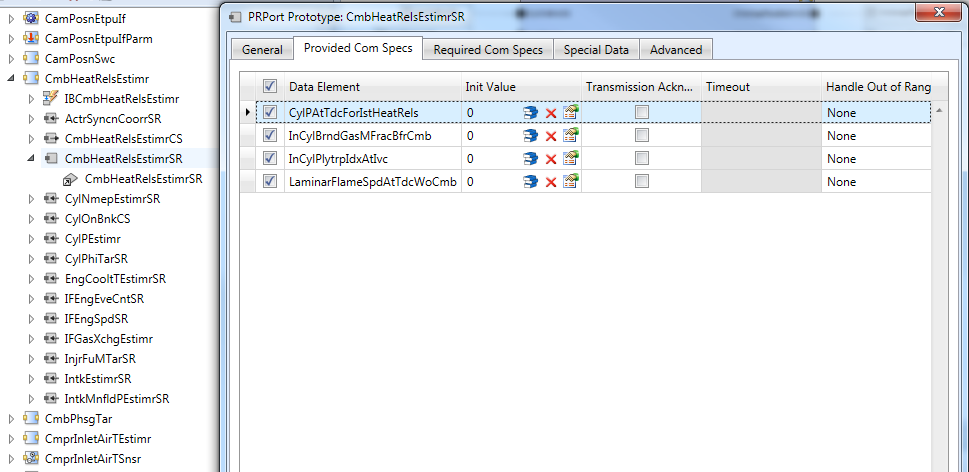 CamPosnEtpuIf
CamPosnEtpuIfParm
CamPosnSwc
CmbHeatRelsEstimr
IBCmbHeatRelsEstimr
ActrSyncnCoorrSR
CmbHeatRelsEstimrCS
CmbHeatRelsEstimrSR
CmbHeatRelsEstimrSR
CylNmepEstimrSR
CylOnBnkCS
CylPEstimr
CylPhiTarSR
EngCooltTEstimrSR
IFEngEveCntSR
IFEngSpdSR
IFGasXchgEstimr
InjrFuMTarSR
IntkEstimrSR
IntkMnfldPEstimrSR
CmbPhsgTar
CmprInletAirTEstimr
CmprInletAirTSnsr
PRPort Prototype: CmbHeatRelsEstimrSR
General Provided Com Specs Required Com Specs Special Data Advanced
Data Element Init Value Transmission Ackn... Timeout Handle Out of Rang
CylPAtTdcForIstHeatRels 0 None
InCylBrndGasMFracBfrCmb 0 None
InCylPlytrpIdxAtIvc 0 None
LaminarFlameSpdAtTdcWoCmb 0 None